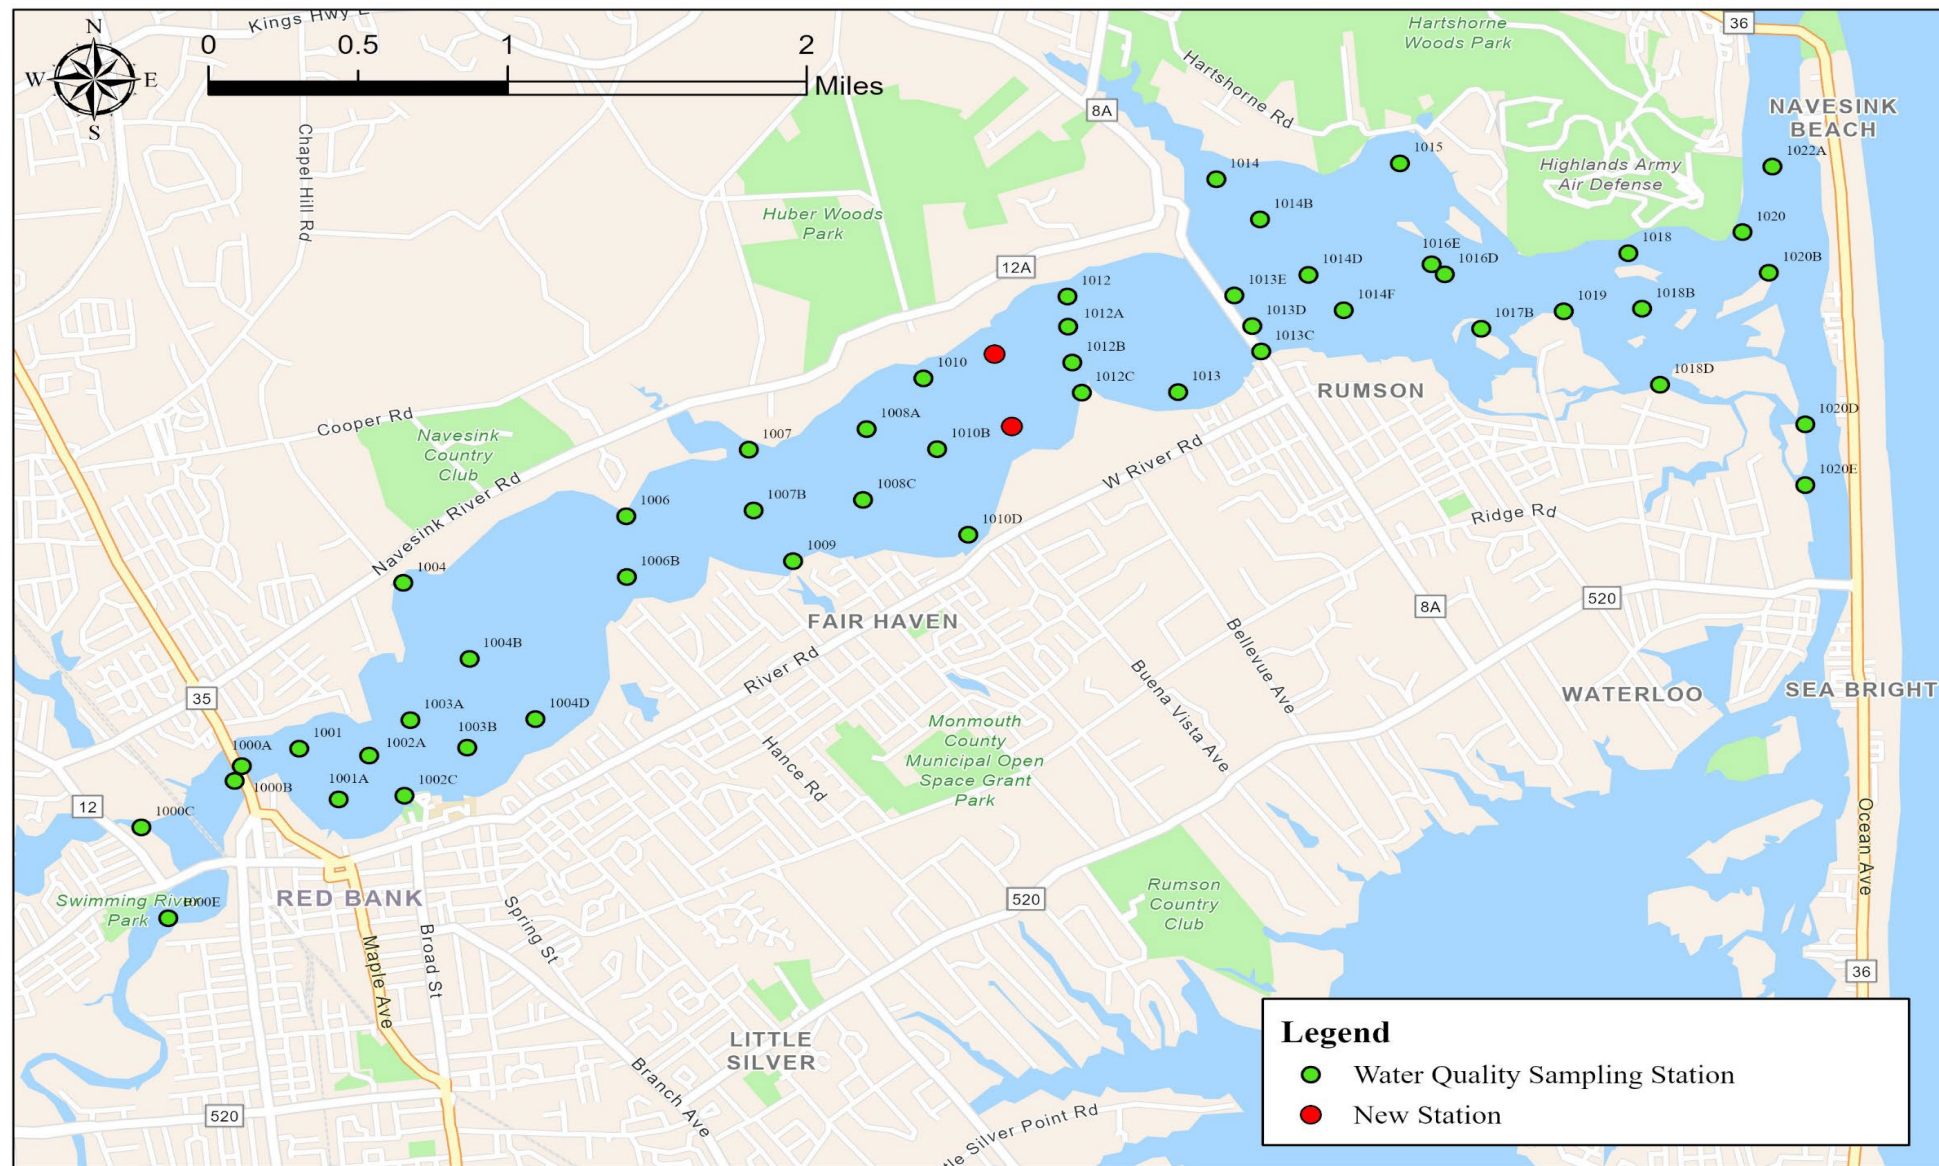 Kings Hwy E
N
W
E
S
0
0.5
1
2
Miles
Hartshorne
Woods Park
36
Hartshorne Rd
8A
NAVESINK
BEACH
Chapel Hill Rd
1014
1015
Highlands Army
Air Defense
1022A
Huber Woods
Park
1014B
1020
12A
1016E
1016D
1018
1020B
1012
1013E
1014D
1012A
1013D
1014F
1017B
1019
1018B
1012B
1013C
1010
1012C
1013
RUMSON
1018D
Cooper Rd
Navesink
Country
Club
1008A
1007
1010B
W River Rd
1020D
1020E
Navesink River Rd
1006
1007B
1008C
Ridge Rd
1010D
1009
1004
1006B
FAIR HAVEN
8A
520
Bellevue Ave
1004B
River Rd
Buena Vista Ave
35
WATERLOO
SEA BRIGHT
1003A
1004D
1003B
Monmouth
County
Municipal Open
Space Grant
Park
1001
1002A
1000A
1000B
1001A
1002C
Hance Rd
12
1000C
Ocean Ave
Swimming River
Park
1000E
RED BANK
Rumson
Country
Club
520
Spring St
Broad St
Maple Ave
36
LITTLE
SILVER
Branch Ave
520
tle Silver Point Rd
Legend
Water Quality Sampling Station
New Station